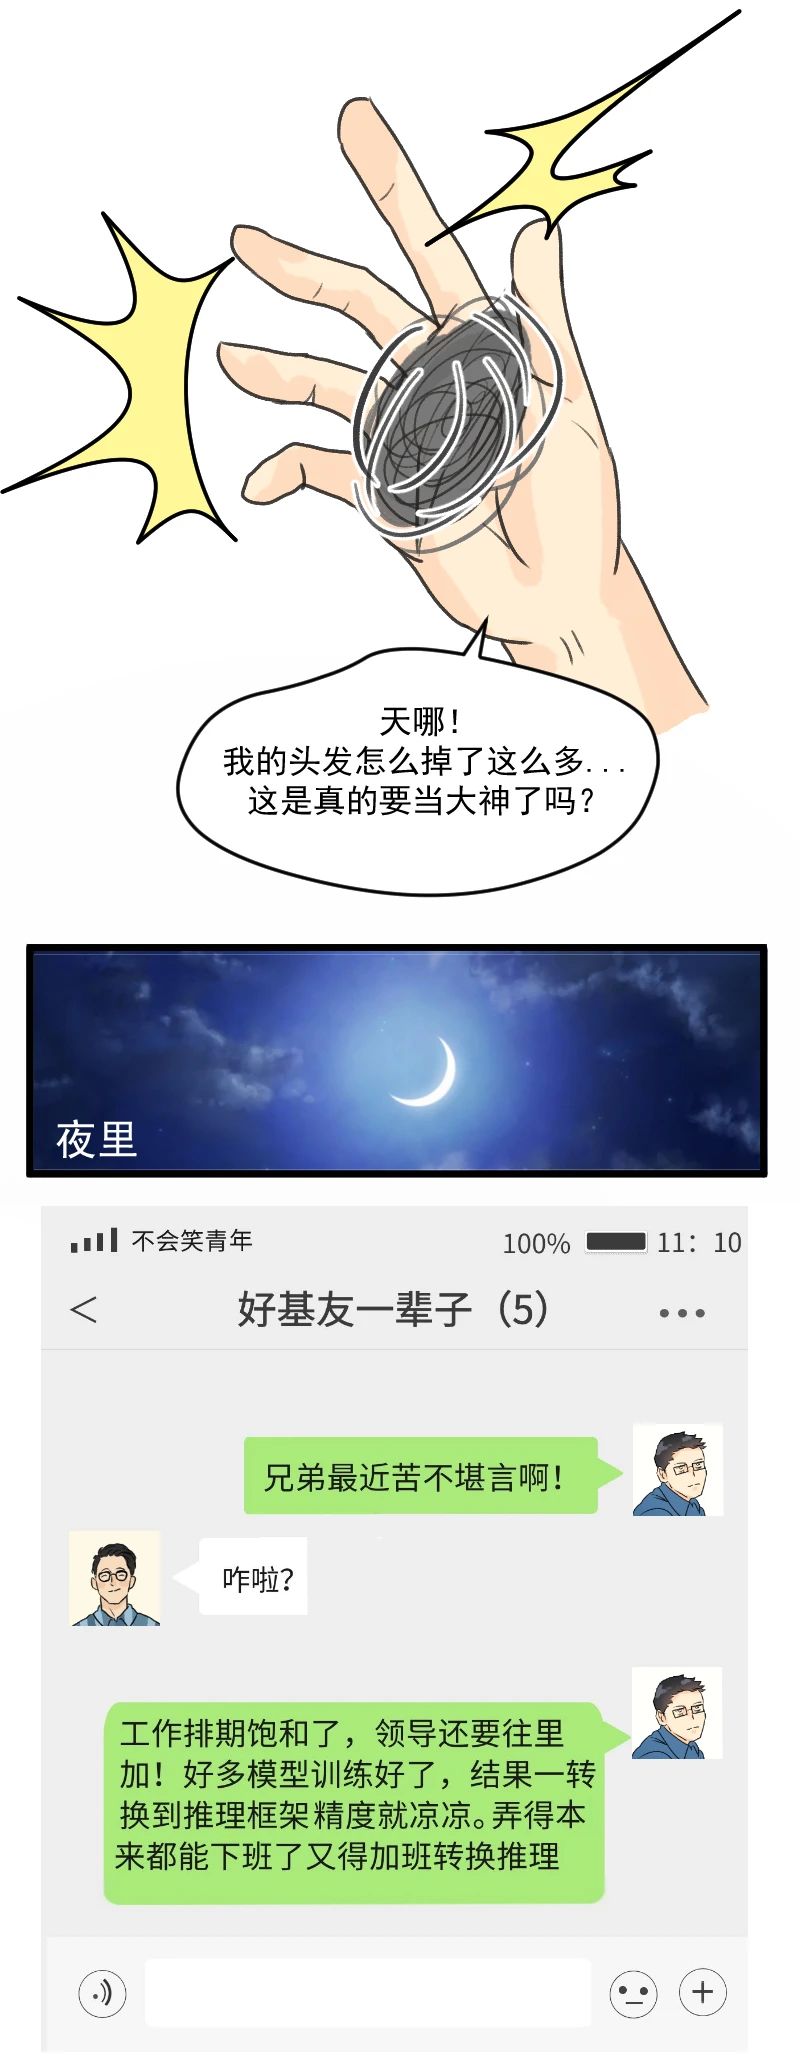 天哪！
我的头发怎么掉了这么多...
这是真的要当大神了吗？
夜里
不会笑青年 100% 11：10
< 好基友一辈子（5）
兄弟最近苦不堪言啊！
咋啦？
工作排期饱和了，领导还要往里
加！好多模型训练好了，结果一转
换到推理框架精度就凉凉。弄得本
来都能下班了又得加班转换推理